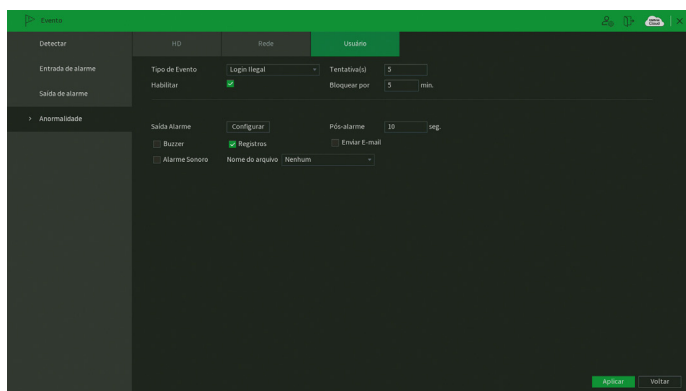 Evento
Detectar
Entrada de alarme
Saída de alarme
> Anormalidade
HD
Rede
Usuário
Tipo de Evento
Login Ilegal
Tentativa(s)
5
Habilitar
Bloquear por
5
min.
Saída Alarme
Configurar
Pós-alarme
10
seg.
Buzzer
Registros
Enviar E-mail
Alarme Sonoro
Nome do arquivo
Nenhum
Aplicar
Voltar